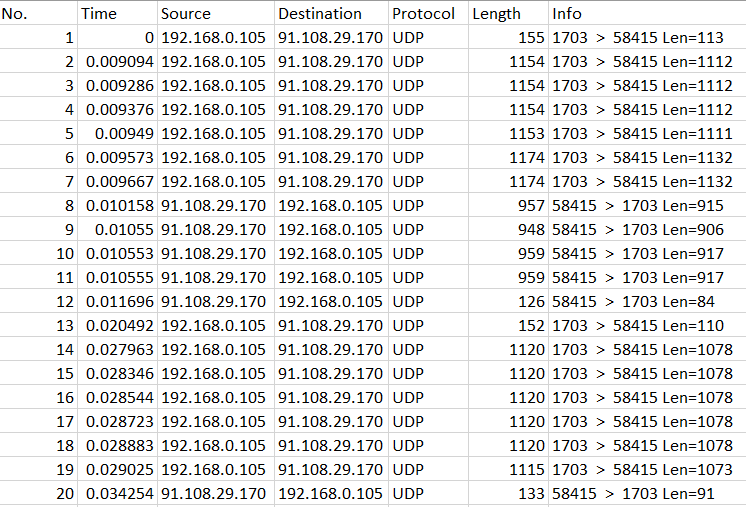 No. Time Source Destination Protocol Length Info
1 0 192.168.0.105 91.108.29.170 UDP 155 1703 > 58415 Len=113
2 0.009094 192.168.0.105 91.108.29.170 UDP 1154 1703 > 58415 Len=1112
3 0.009286 192.168.0.105 91.108.29.170 UDP 1154 1703 > 58415 Len=1112
4 0.009376 192.168.0.105 91.108.29.170 UDP 1154 1703 > 58415 Len=1112
5 0.00949 192.168.0.105 91.108.29.170 UDP 1153 1703 > 58415 Len=1111
6 0.009573 192.168.0.105 91.108.29.170 UDP 1174 1703 > 58415 Len=1132
7 0.009667 192.168.0.105 91.108.29.170 UDP 1174 1703 > 58415 Len=1132
8 0.010158 91.108.29.170 192.168.0.105 UDP 957 58415 > 1703 Len=915
9 0.01055 91.108.29.170 192.168.0.105 UDP 948 58415 > 1703 Len=906
10 0.010553 91.108.29.170 192.168.0.105 UDP 959 58415 > 1703 Len=917
11 0.010555 91.108.29.170 192.168.0.105 UDP 959 58415 > 1703 Len=917
12 0.011696 91.108.29.170 192.168.0.105 UDP 126 58415 > 1703 Len=84
13 0.020492 192.168.0.105 91.108.29.170 UDP 152 1703 > 58415 Len=110
14 0.027963 192.168.0.105 91.108.29.170 UDP 1120 1703 > 58415 Len=1078
15 0.028346 192.168.0.105 91.108.29.170 UDP 1120 1703 > 58415 Len=1078
16 0.028544 192.168.0.105 91.108.29.170 UDP 1120 1703 > 58415 Len=1078
17 0.028723 192.168.0.105 91.108.29.170 UDP 1120 1703 > 58415 Len=1078
18 0.028883 192.168.0.105 91.108.29.170 UDP 1120 1703 > 58415 Len=1078
19 0.029025 192.168.0.105 91.108.29.170 UDP 1115 1703 > 58415 Len=1073
20 0.034254 91.108.29.170 192.168.0.105 UDP 133 58415 > 1703 Len=91